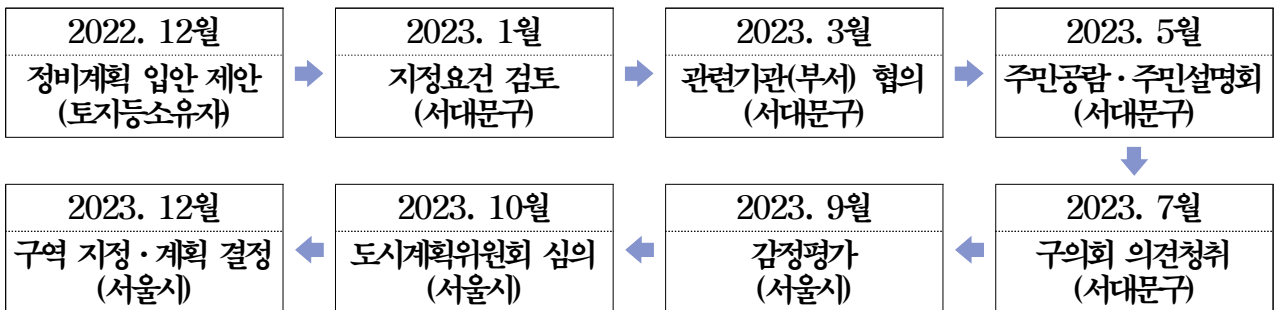 2022. 12월
정비계획 입안 제안
(토지등소유자)
2023. 1월
지정요건 검토
(서대문구)
2023. 3월
관련기관(부서) 협의
(서대문구)
2023. 5월
주민공람·주민설명회
(서대문구)
2023. 7월
구의회 의견청취
(서대문구)
2023. 9월
감정평가
(서울시)
2023. 10월
도시계획위원회 심의
(서울시)
2023. 12월
구역 지정·계획 결정
(서울시)